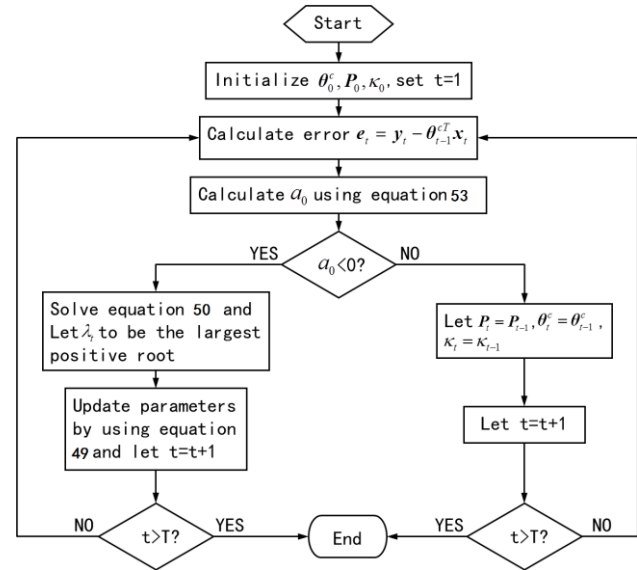 Start
Initialize θ₀ᶜ, P₀, κ₀, set t=1
Calculate error eₜ = yₜ − θₜ₋₁ᶜᵀ xₜ
Calculate a₀ using equation 53
YES
a₀<0?
NO
Solve equation 50 and
Let λₜ to be the largest
positive root
Let Pₜ = Pₜ₋₁, θₜᶜ = θₜ₋₁ᶜ ,
κₜ = κₜ₋₁
Update parameters
by using equation
49 and let t=t+1
Let t=t+1
NO
t>T?
YES
End
YES
t>T?
NO